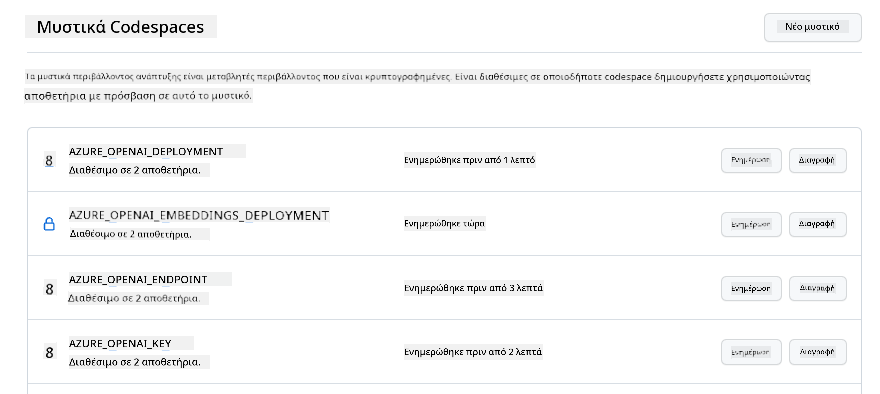 Μυστικά Codespaces
Νέο μυστικό
Τα μυστικά περιβάλλοντος ανάπτυξης είναι μεταβλητές περιβάλλοντος που είναι κρυπτογραφημένες. Είναι διαθέσιμες σε οποιοδήποτε codespace δημιουργήσετε χρησιμοποιώντας
αποθετήρια με πρόσβαση σε αυτό το μυστικό.
8 AZURE_OPENAI_DEPLOYMENT
Διαθέσιμο σε 2 αποθετήρια.
Ενημερώθηκε πριν από 1 λεπτό
Ενημέρωση
Διαγραφή
AZURE_OPENAI_EMBEDDINGS_DEPLOYMENT
Διαθέσιμο σε 2 αποθετήρια.
Ενημερώθηκε τώρα
Ενημέρωση
Διαγραφή
8 AZURE_OPENAI_ENDPOINT
Διαθέσιμο σε 2 αποθετήρια.
Ενημερώθηκε πριν από 3 λεπτά
Ενημέρωση
Διαγραφή
8 AZURE_OPENAI_KEY
Διαθέσιμο σε 2 αποθετήρια.
Ενημερώθηκε πριν από 2 λεπτά
Ενημέρωση
Διαγραφή